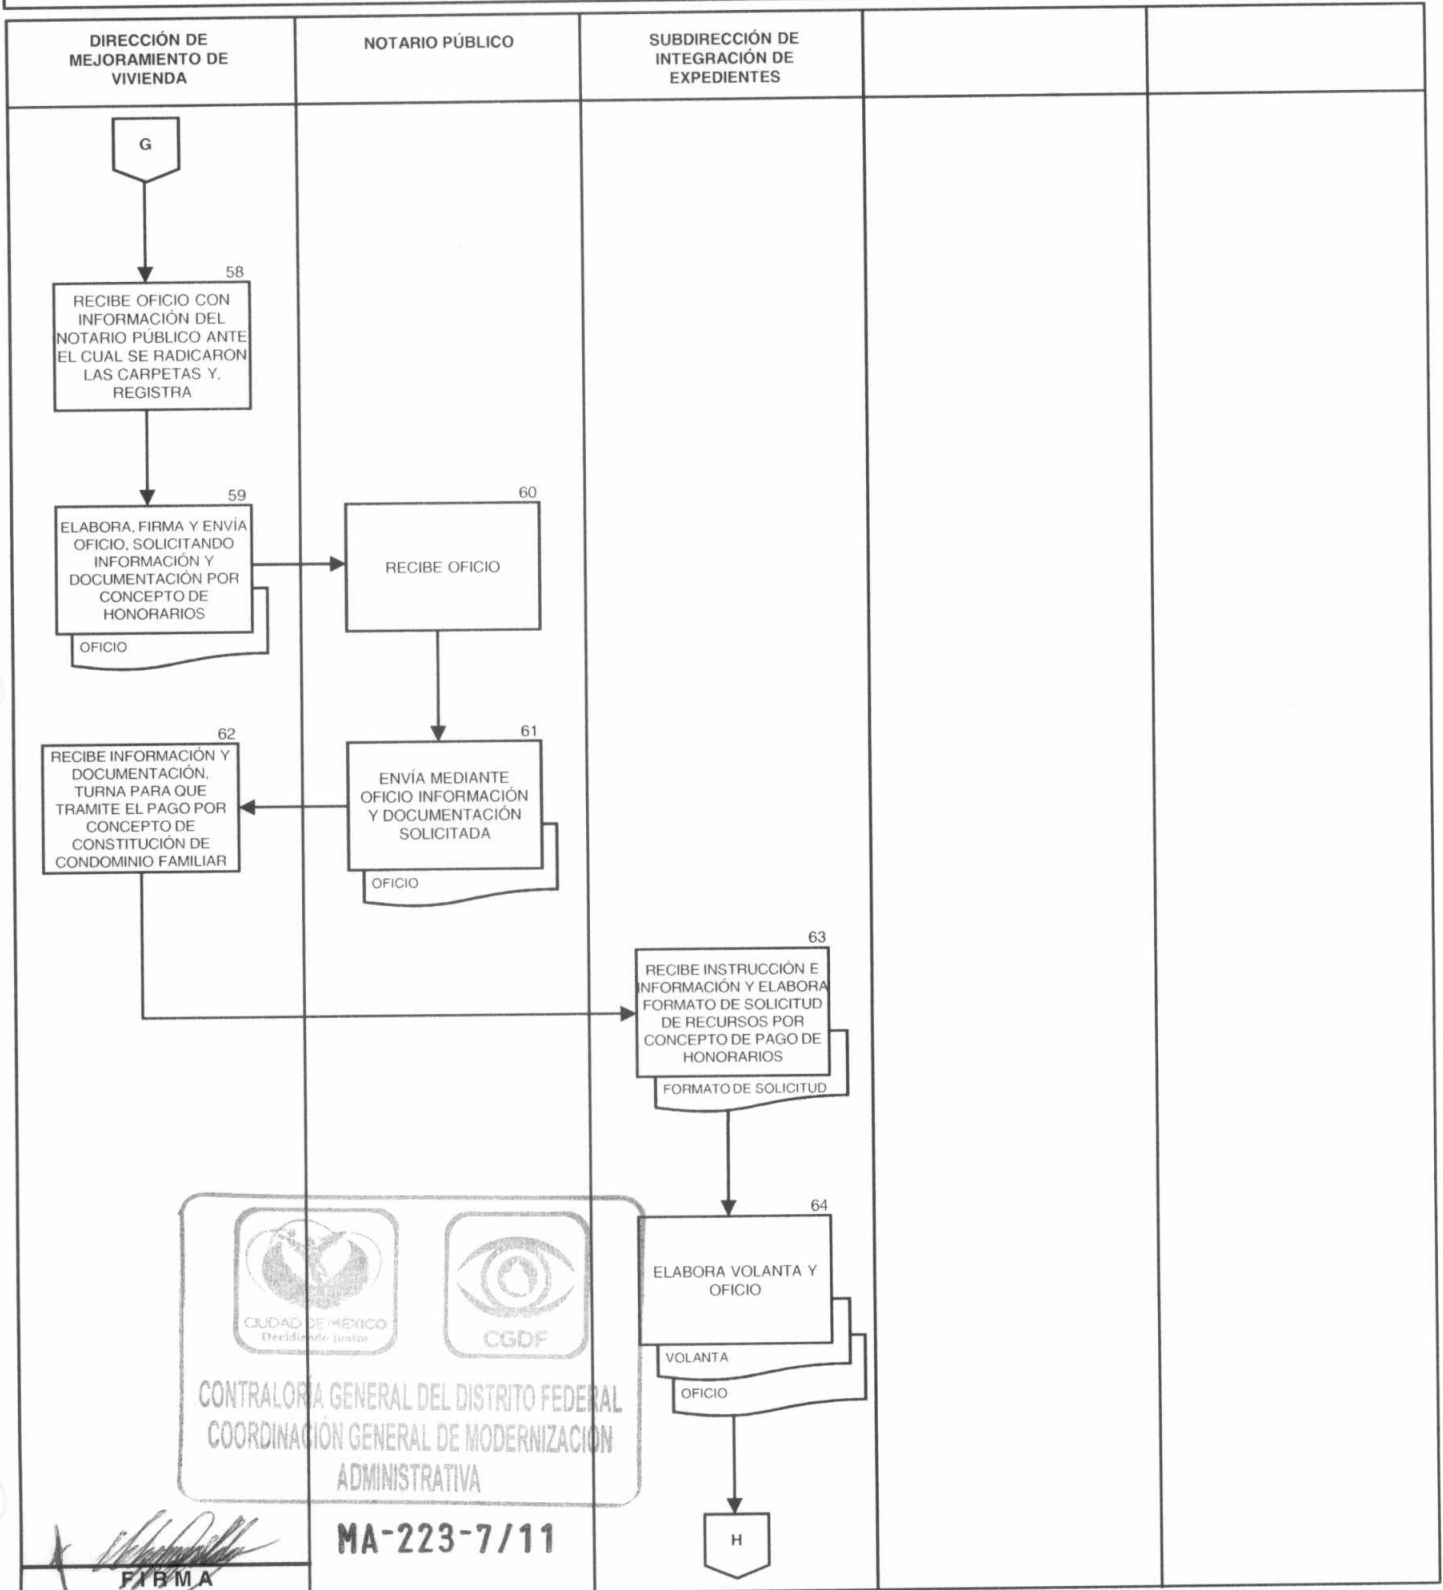 DIRECCIÓN DE
MEJORAMIENTO DE
VIVIENDA
NOTARIO PÚBLICO
SUBDIRECCIÓN DE
INTEGRACIÓN DE
EXPEDIENTES
G
58
RECIBE OFICIO CON
INFORMACIÓN DEL
NOTARIO PÚBLICO ANTE
EL CUAL SE RADICARON
LAS CARPETAS Y,
REGISTRA
59
ELABORA, FIRMA Y ENVÍA
OFICIO, SOLICITANDO
INFORMACIÓN Y
DOCUMENTACIÓN POR
CONCEPTO DE
HONORARIOS
OFICIO
60
RECIBE OFICIO
61
ENVÍA MEDIANTE
OFICIO INFORMACIÓN
Y DOCUMENTACIÓN
SOLICITADA
OFICIO
62
RECIBE INFORMACIÓN Y
DOCUMENTACIÓN,
TURNA PARA QUE
TRAMITE EL PAGO POR
CONCEPTO DE
CONSTITUCIÓN DE
CONDOMINIO FAMILIAR
63
RECIBE INSTRUCCIÓN E
INFORMACIÓN Y ELABORA
FORMATO DE SOLICITUD
DE RECURSOS POR
CONCEPTO DE PAGO DE
HONORARIOS
FORMATO DE SOLICITUD
64
ELABORA VOLANTA Y
OFICIO
VOLANTA
OFICIO
H
CIUDAD DE MÉXICO
Decidiendo Juntos
CGDF
CONTRALORÍA GENERAL DEL DISTRITO FEDERAL
COORDINACIÓN GENERAL DE MODERNIZACIÓN
ADMINISTRATIVA
MA-223-7/11
FIRMA